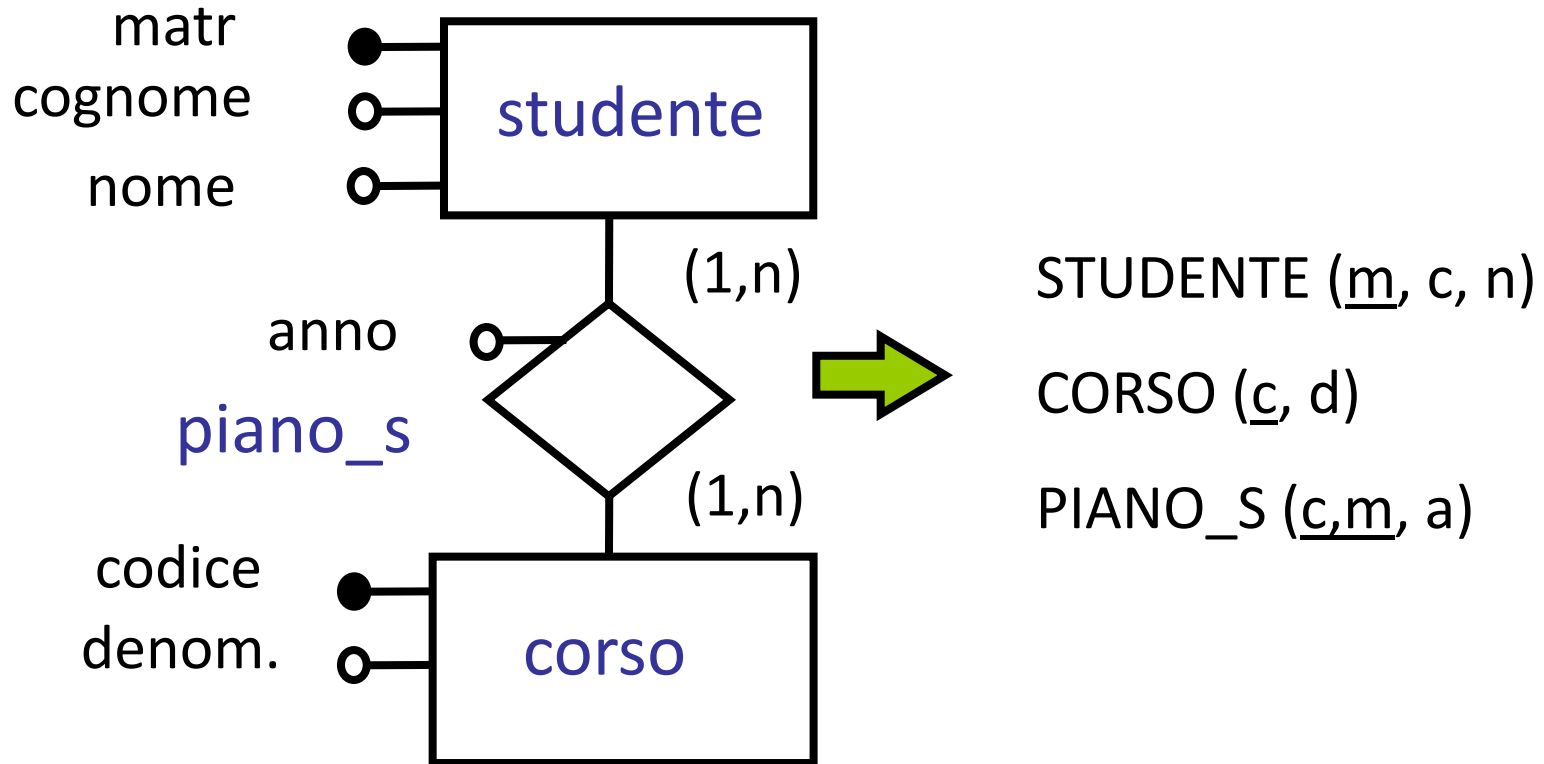 matr
cognome
nome
studente
(1,n)
anno
piano_s
(1,n)
codice
denom.
corso
STUDENTE (m, c, n)
CORSO (c, d)
PIANO_S (c,m, a)